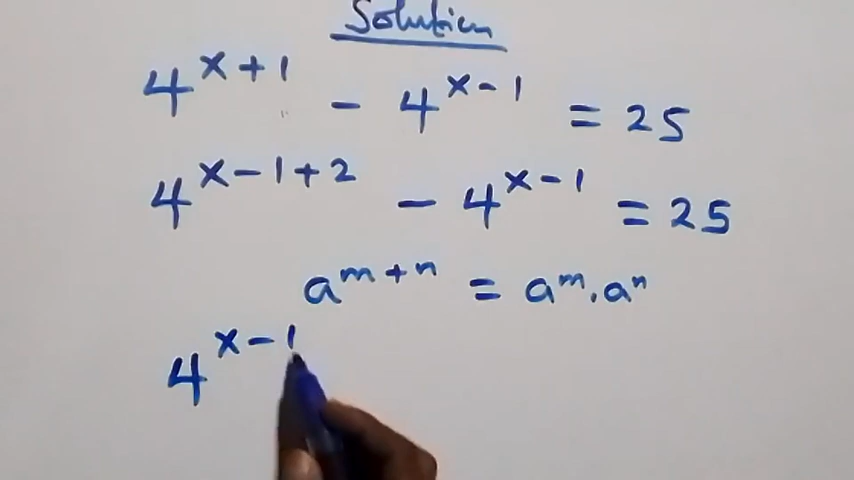 Solution
4^{x+1} - 4^{x-1} = 25
4^{x-1+2} - 4^{x-1} = 25
a^{m+n} = a^m . a^n
4^{x-1}